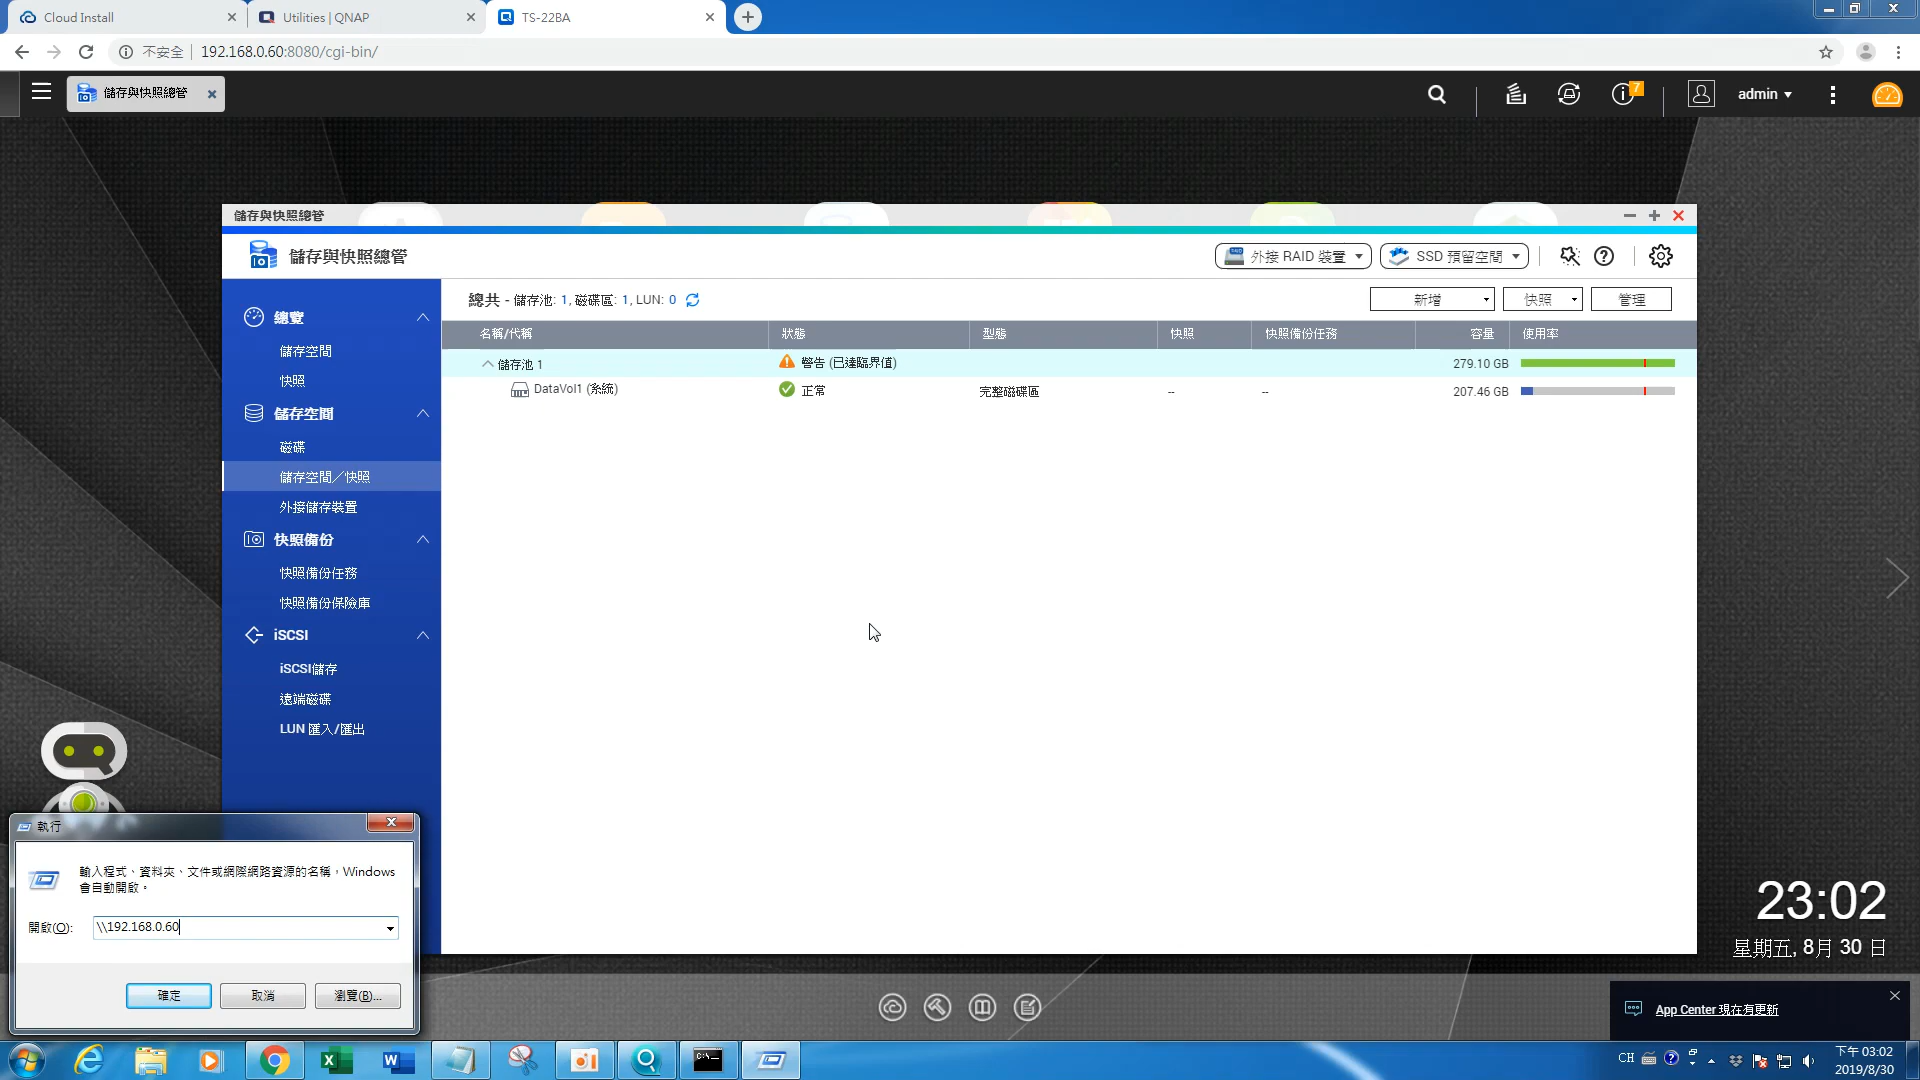 Cloud Install
Utilities | QNAP
TS-22BA
不安全
192.168.0.60:8080/cgi-bin/
儲存與快照總管
7
admin
儲存與快照總管
儲存與快照總管
外接 RAID 裝置
SSD 預留空間
總覽
儲存空間
快照
儲存空間
磁碟
儲存空間／快照
外接儲存裝置
快照備份
快照備份任務
快照備份保險庫
iSCSI
iSCSI儲存
遠端磁碟
LUN 匯入/匯出
總共 - 儲存池: 1, 磁碟區: 1, LUN: 0
新增
快照
管理
名稱/代稱 狀態 型態 快照 快照備份任務 容量 使用率
儲存池 1 警告 (已達臨界值) 279.10 GB
DataVol1 (系統) 正常 完整磁碟區 -- -- 207.46 GB
執行
輸入程式、資料夾、文件或網際網路資源的名稱，Windows
會自動開啟。
開啟(O):
\\192.168.0.60
確定
取消
瀏覽(B)...
23:02
星期五, 8月 30 日
App Center 現在有更新
CH
下午 03:02
2019/8/30